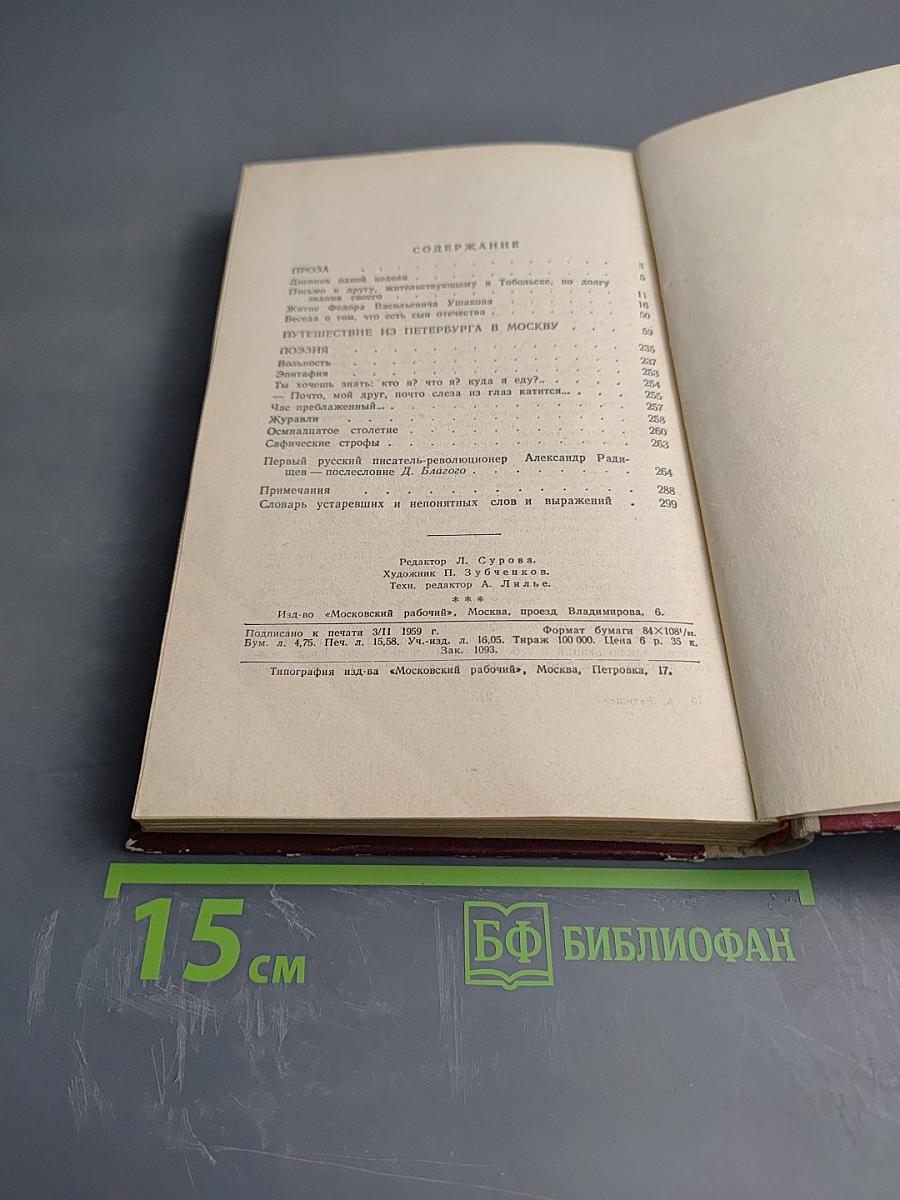 СОДЕРЖАНИЕ
ПРОЗА . . . . . . . . . . . . 3
Дневник одной недели . . . . . . . . . 5
Письмо к другу, жительствующему в Тобольске, по долгу
звания своего . . . . . . . . . . 11
Житие Федора Васильевича Ушакова . . . . . . 16
Беседа о том, что есть сын отечества . . . . . . 50
ПУТЕШЕСТВИЕ ИЗ ПЕТЕРБУРГА В МОСКВУ . . . 59
ПОЭЗИЯ . . . . . . . . . . . . 235
Вольность . . . . . . . . . . . . 237
Эпитафия . . . . . . . . . . . . 253
Ты хочешь знать: кто я? что я? куда я еду?.. . . . . 254
— Почто, мой друг, почто слеза из глаз катится... . . . 255
Час преблаженный... . . . . . . . . . . 257
Журавли . . . . . . . . . . . . 258
Осмнадцатое столетие . . . . . . . . . 260
Сафические строфы . . . . . . . . . . 263
Первый русский писатель-революционер Александр Ради-
щев — послесловие Д. Благого . . . . . . . 264
Примечания . . . . . . . . . . . . 288
Словарь устаревших и непонятных слов и выражений . 299
Редактор Л. Сурова.
Художник П. Зубченков.
Техн. редактор А. Лилье.
* * *
Изд-во «Московский рабочий», Москва, проезд Владимирова, 6.
Подписано к печати 3/II 1959 г. Формат бумаги 84×108¹/₃₂.
Бум. л. 4,75. Печ. л. 15,58. Уч.-изд. л. 16,05. Тираж 100 000. Цена 6 р. 35 к.
Зак. 1093.
Типография изд-ва «Московский рабочий», Москва, Петровка, 17.
15 см
БФ БИБЛИОФАН